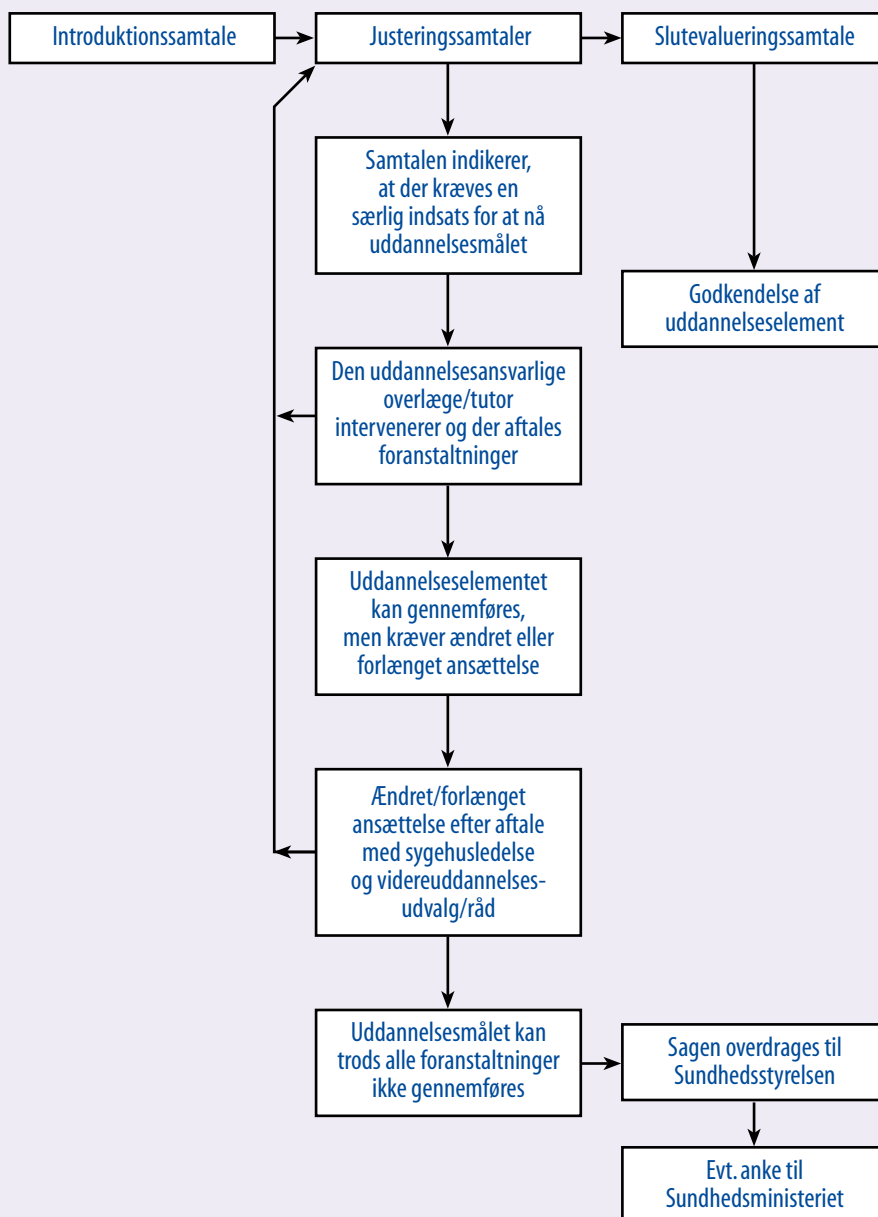 Introduktionssamtale
Justeringssamtaler
Slutevalueringssamtale
Samtalen indikerer,
at der kræves en
særlig indsats for at nå
uddannelsesmålet
Godkendelse af
uddannelseselement
Den uddannelsesansvarlige
overlæge/tutor
intervenerer og der aftales
foranstaltninger
Uddannelseselementet
kan gennemføres,
men kræver ændret eller
forlænget ansættelse
Ændret/forlænget
ansættelse efter aftale
med sygehusledelse
og videreuddannelses-
udvalg/råd
Uddannelsesmålet kan
trods alle foranstaltninger
ikke gennemføres
Sagen overdrages til
Sundhedsstyrelsen
Evt. anke til
Sundhedsministeriet